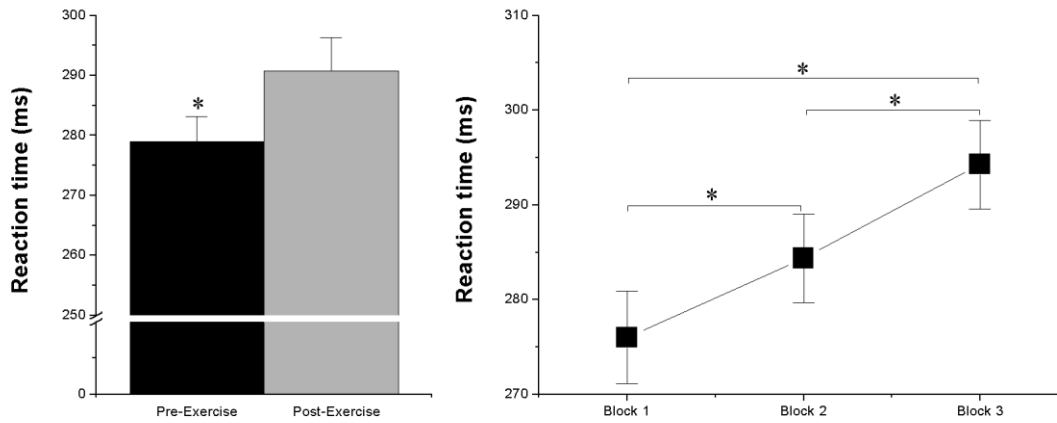 Reaction time (ms)
300
290
280
270
260
250
0
*
Pre-Exercise
Post-Exercise
Reaction time (ms)
310
300
290
280
270
*
*
*
Block 1
Block 2
Block 3